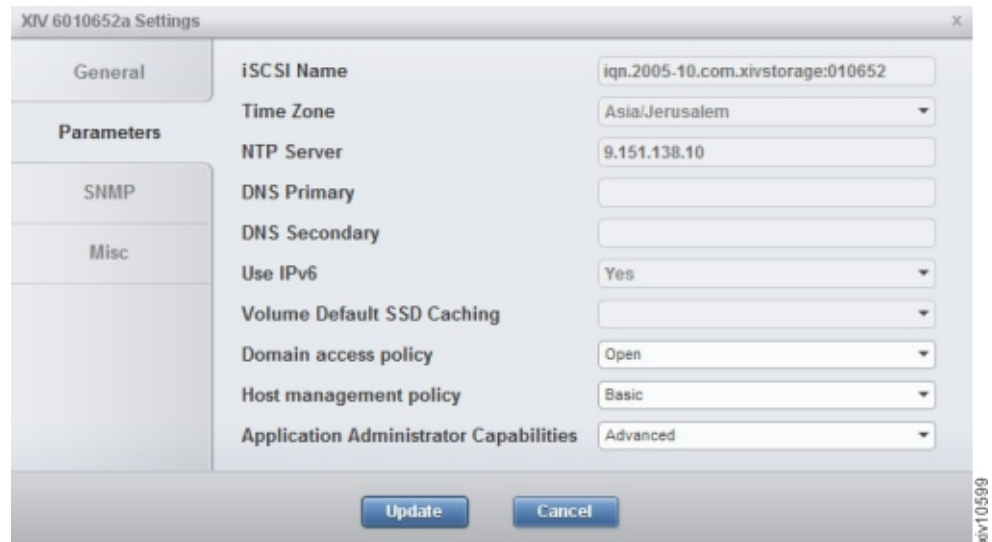 XIV 6010652a Settings
x
General
Parameters
SNMP
Misc
iSCSI Name iqn.2005-10.com.xivstorage:010652
Time Zone Asia/Jerusalem
NTP Server 9.151.138.10
DNS Primary
DNS Secondary
Use IPv6 Yes
Volume Default SSD Caching
Domain access policy Open
Host management policy Basic
Application Administrator Capabilities Advanced
Update Cancel
xiv10599